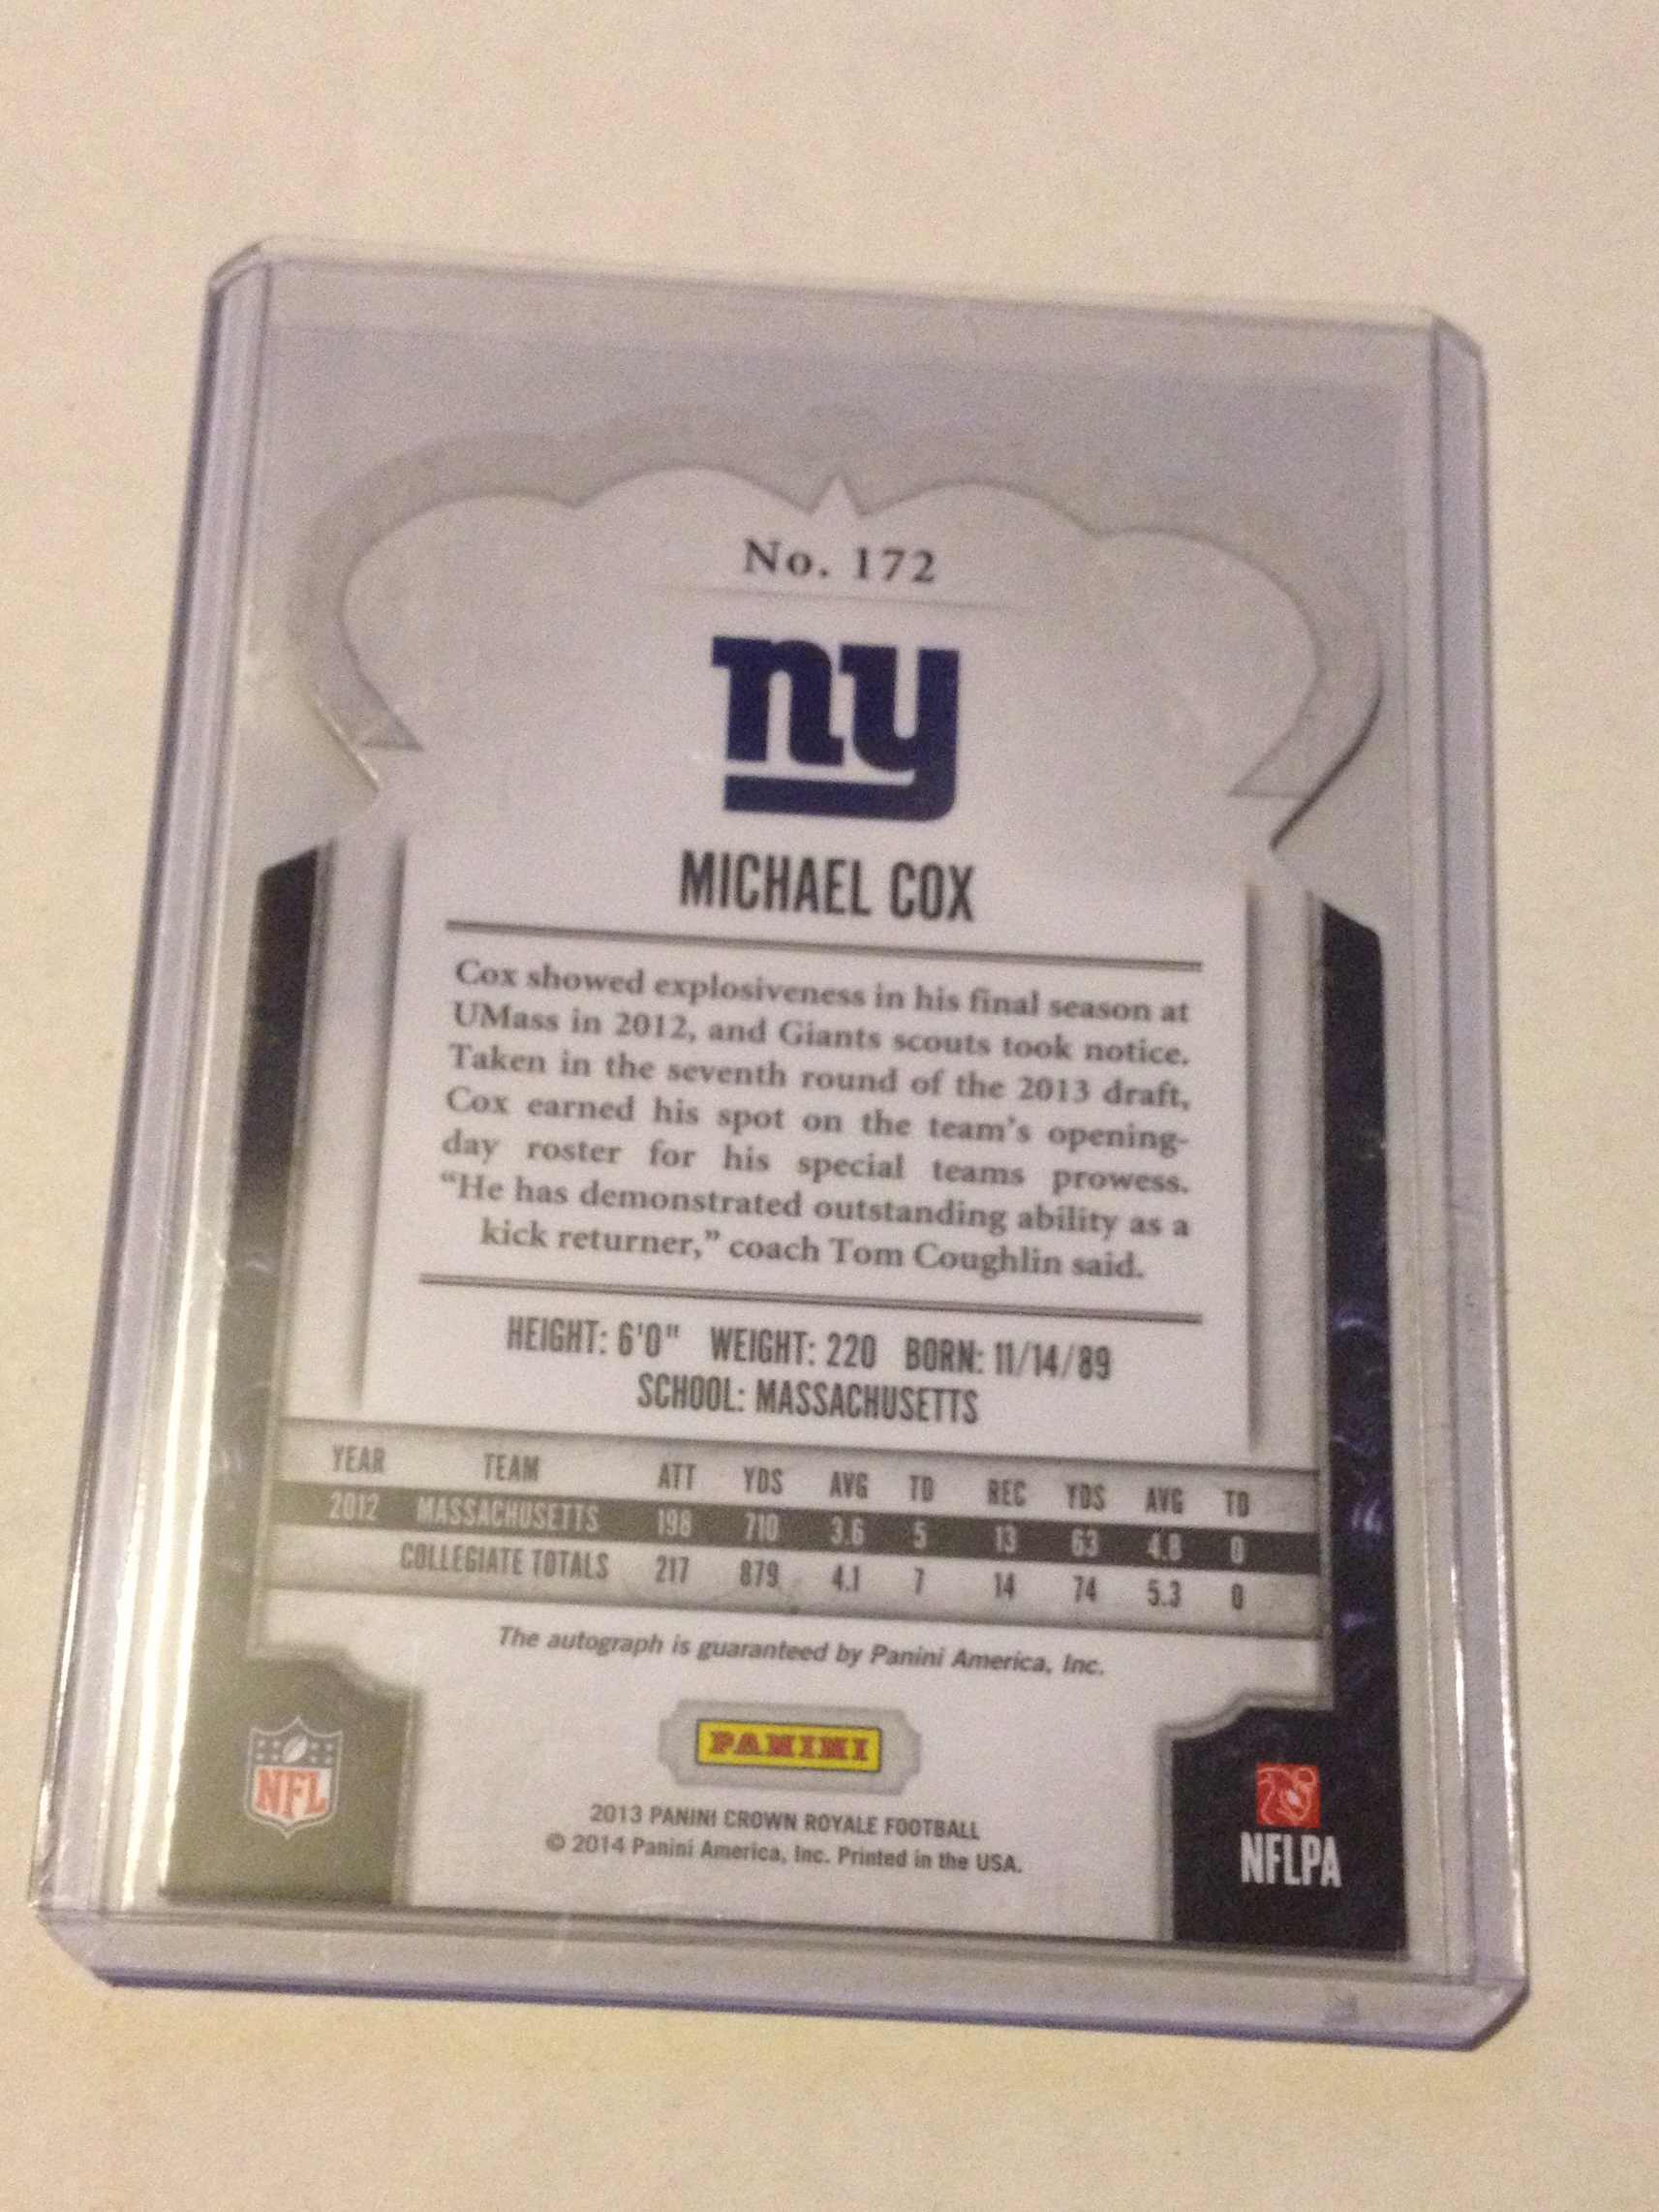 No. 172
ny
MICHAEL COX
Cox showed explosiveness in his final season at
UMass in 2012, and Giants scouts took notice.
Taken in the seventh round of the 2013 draft,
Cox earned his spot on the team's opening-
day roster for his special teams prowess.
“He has demonstrated outstanding ability as a
kick returner,” coach Tom Coughlin said.
HEIGHT: 6'0" WEIGHT: 220 BORN: 11/14/89
SCHOOL: MASSACHUSETTS
YEAR TEAM ATT YDS AVG TD REC YDS AVG TD
2012 MASSACHUSETTS 198 710 3.6 5 13 63 4.8 0
COLLEGIATE TOTALS 217 879 4.1 7 14 74 5.3 0
The autograph is guaranteed by Panini America, Inc.
PANINI
NFL
2013 PANINI CROWN ROYALE FOOTBALL
© 2014 Panini America, Inc. Printed in the USA.
NFLPA